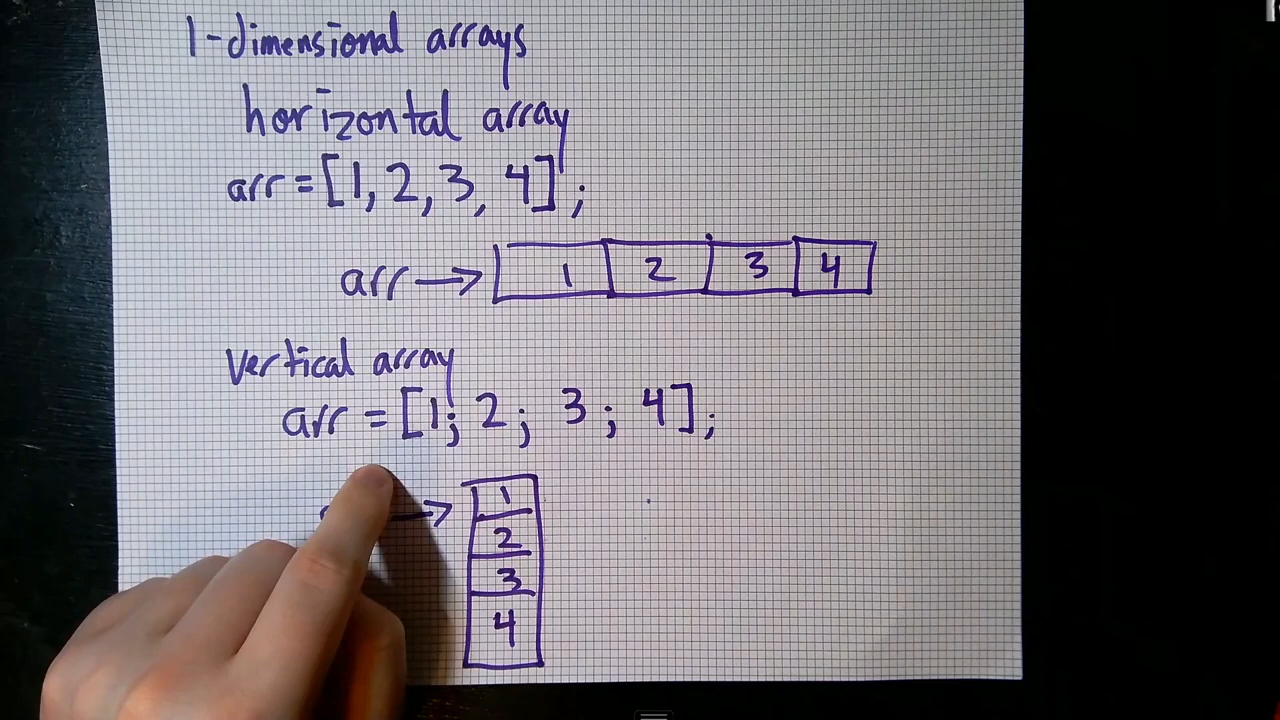 1-dimensional arrays
horizontal array
arr = [1, 2, 3, 4];
arr → 1 2 3 4
Vertical array
arr = [1; 2; 3; 4];
→ 1
2
3
4